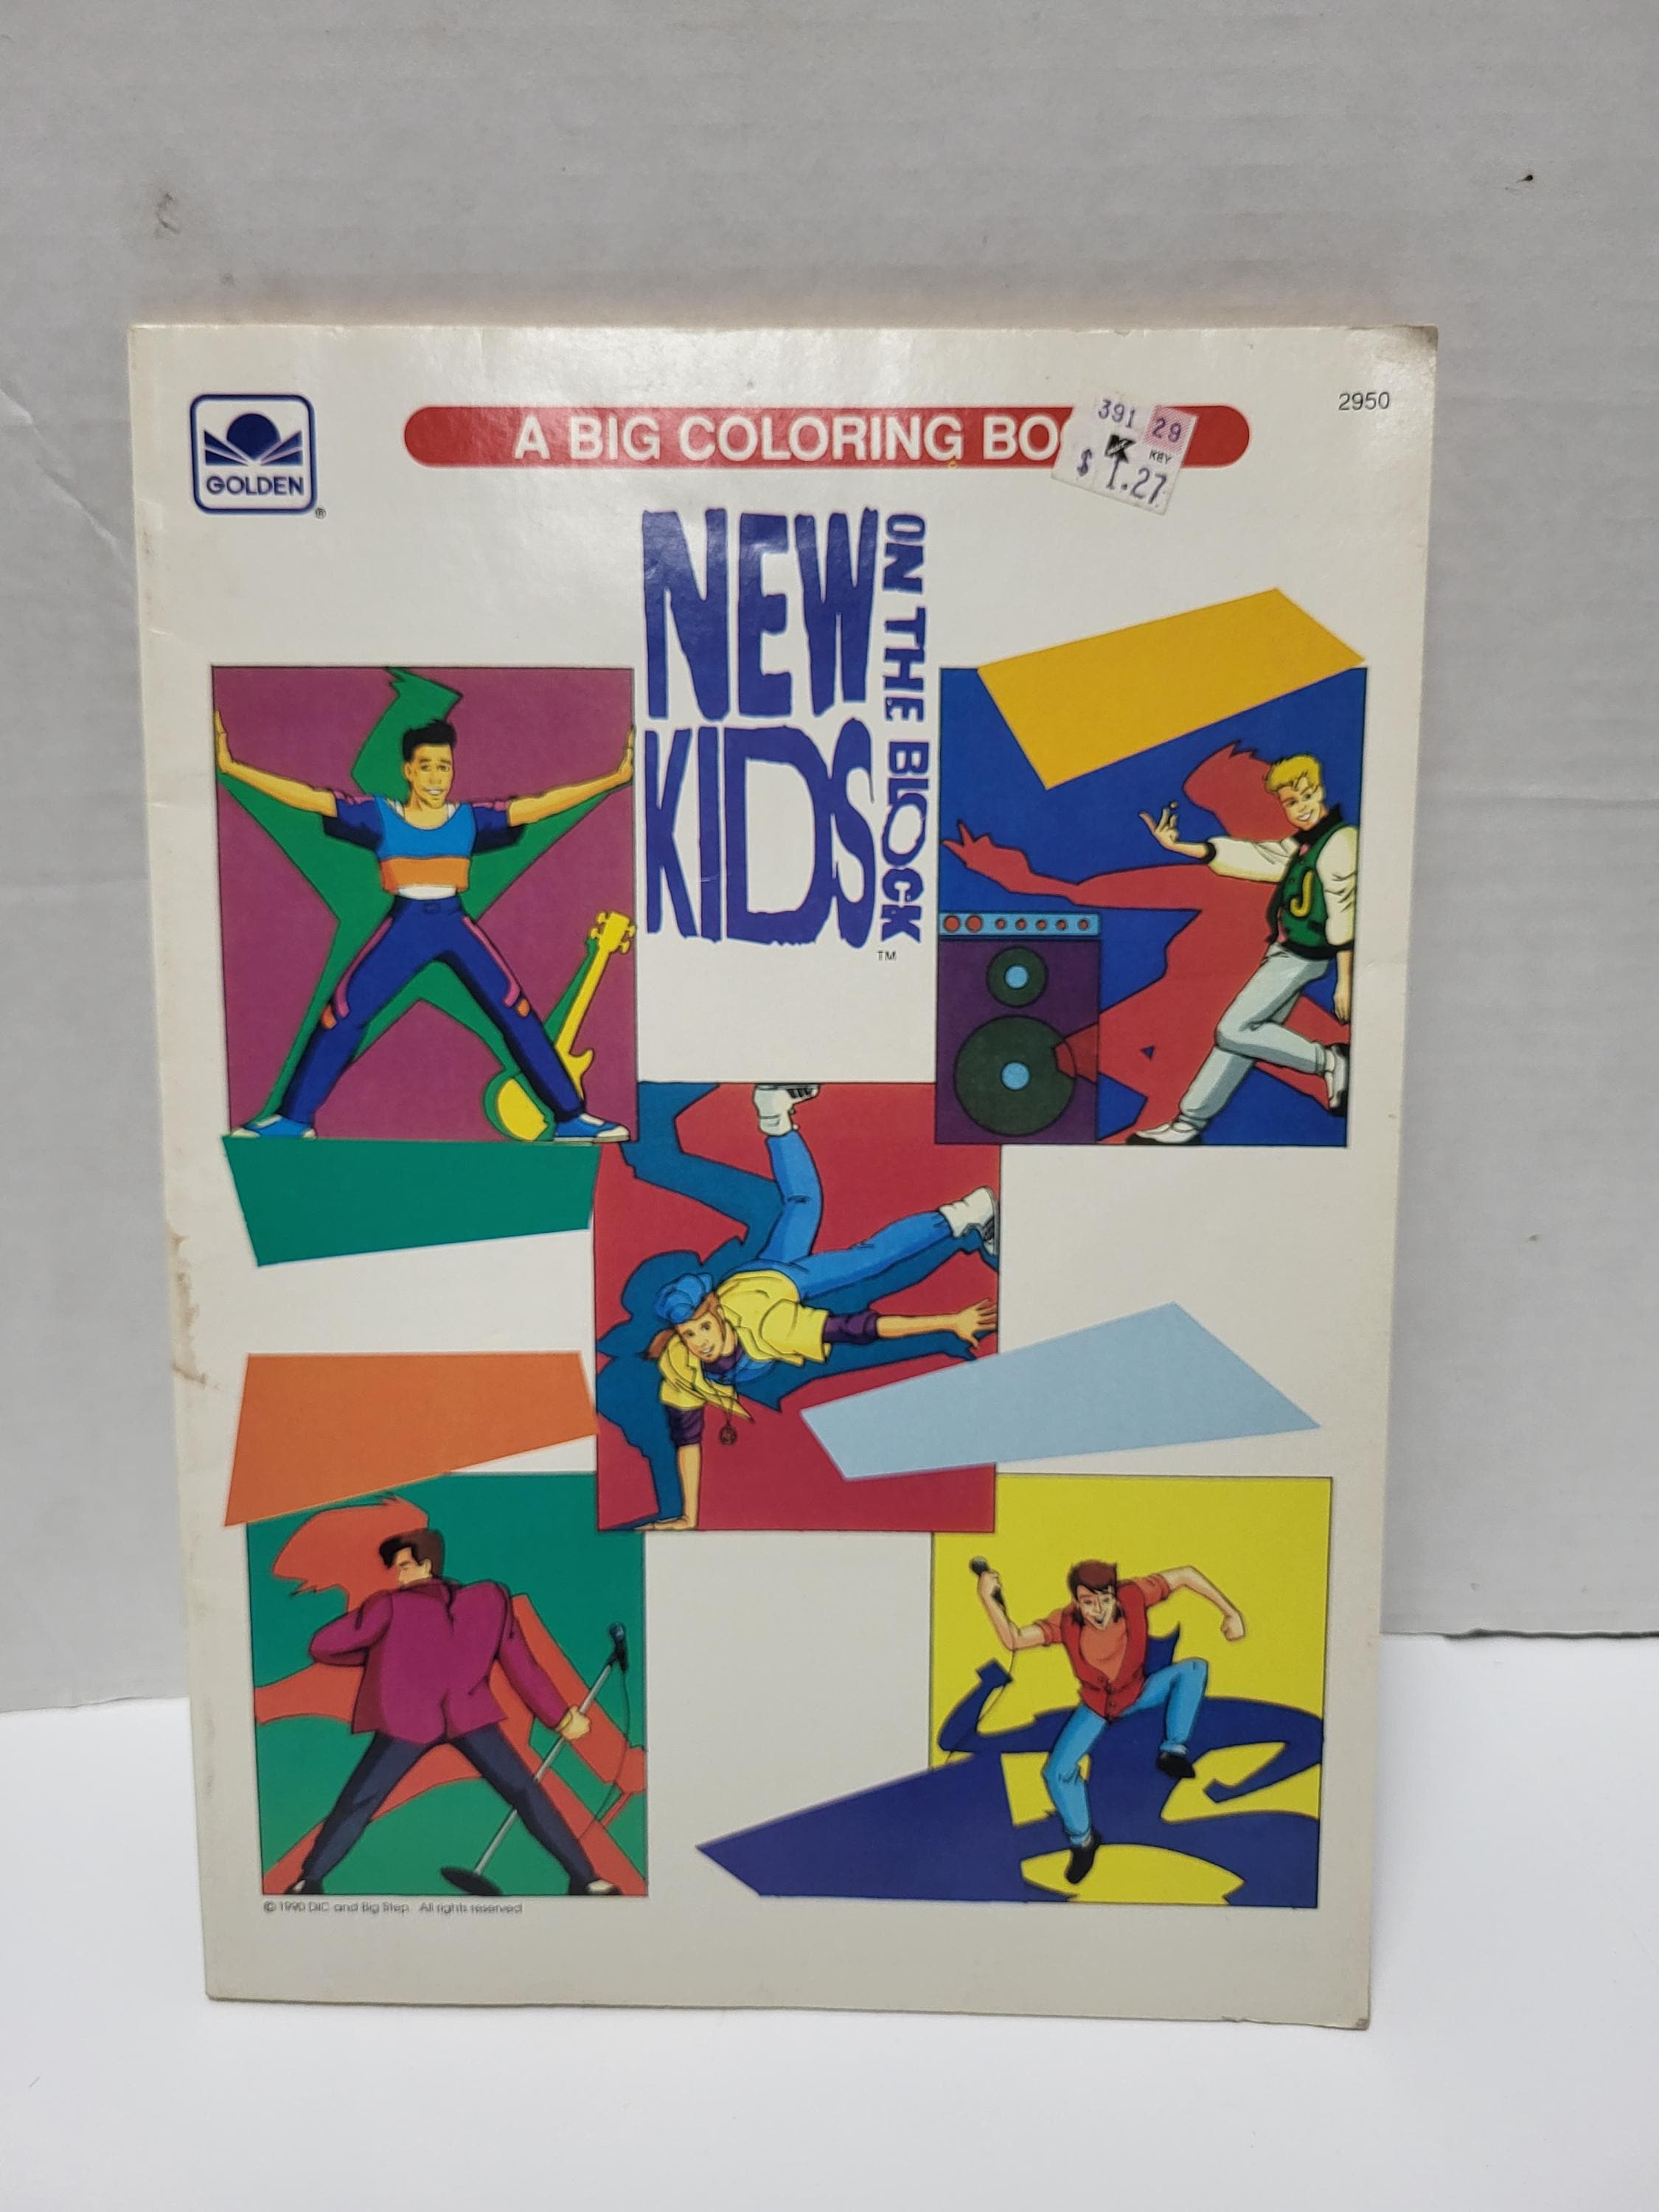 2950
GOLDEN
®
A BIG COLORING BO
391 29
K KEY
$ 1.27
NEW
KIDS
ON THE BLOCK
TM
J
© 1990 DIC and Big Step. All rights reserved